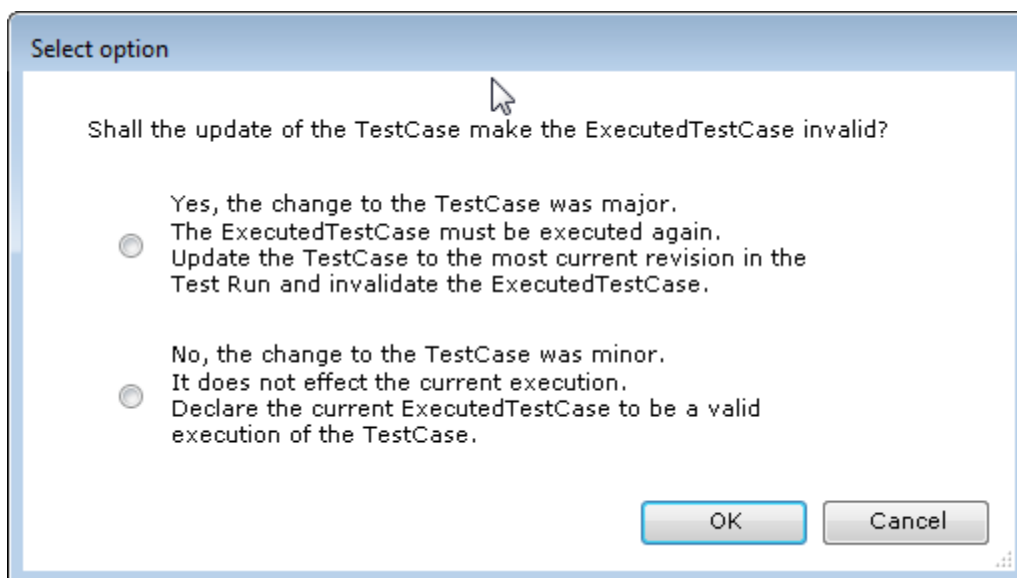 Select option
Shall the update of the TestCase make the ExecutedTestCase invalid?
Yes, the change to the TestCase was major.
The ExecutedTestCase must be executed again.
Update the TestCase to the most current revision in the
Test Run and invalidate the ExecutedTestCase.
No, the change to the TestCase was minor.
It does not effect the current execution.
Declare the current ExecutedTestCase to be a valid
execution of the TestCase.
OK
Cancel